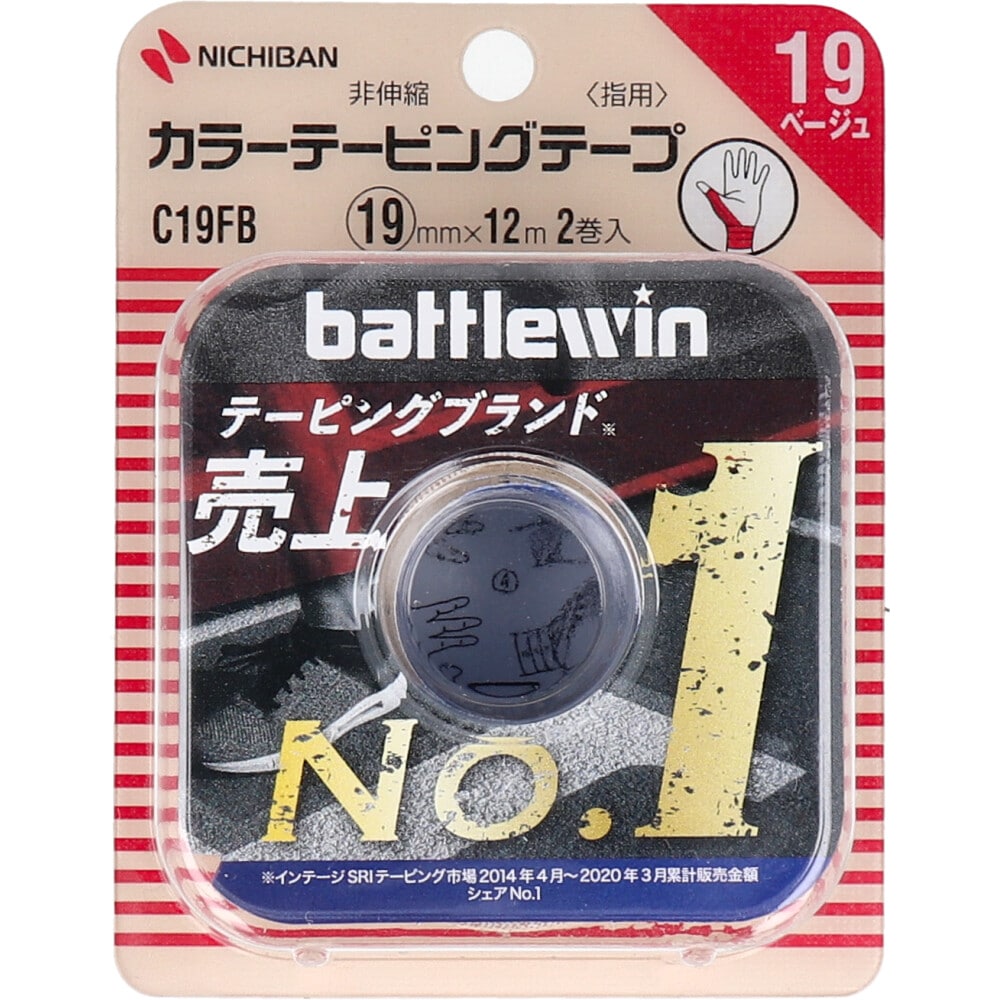 NICHIBAN
19
ベージュ
非伸縮
〈指用〉
カラーテーピングテープ
C19FB
19mm×12m 2巻入
battlewin
テーピングブランド※
売上
No.1
④
※インテージSRIテーピング市場2014年4月〜2020年3月累計販売金額
シェアNo.1